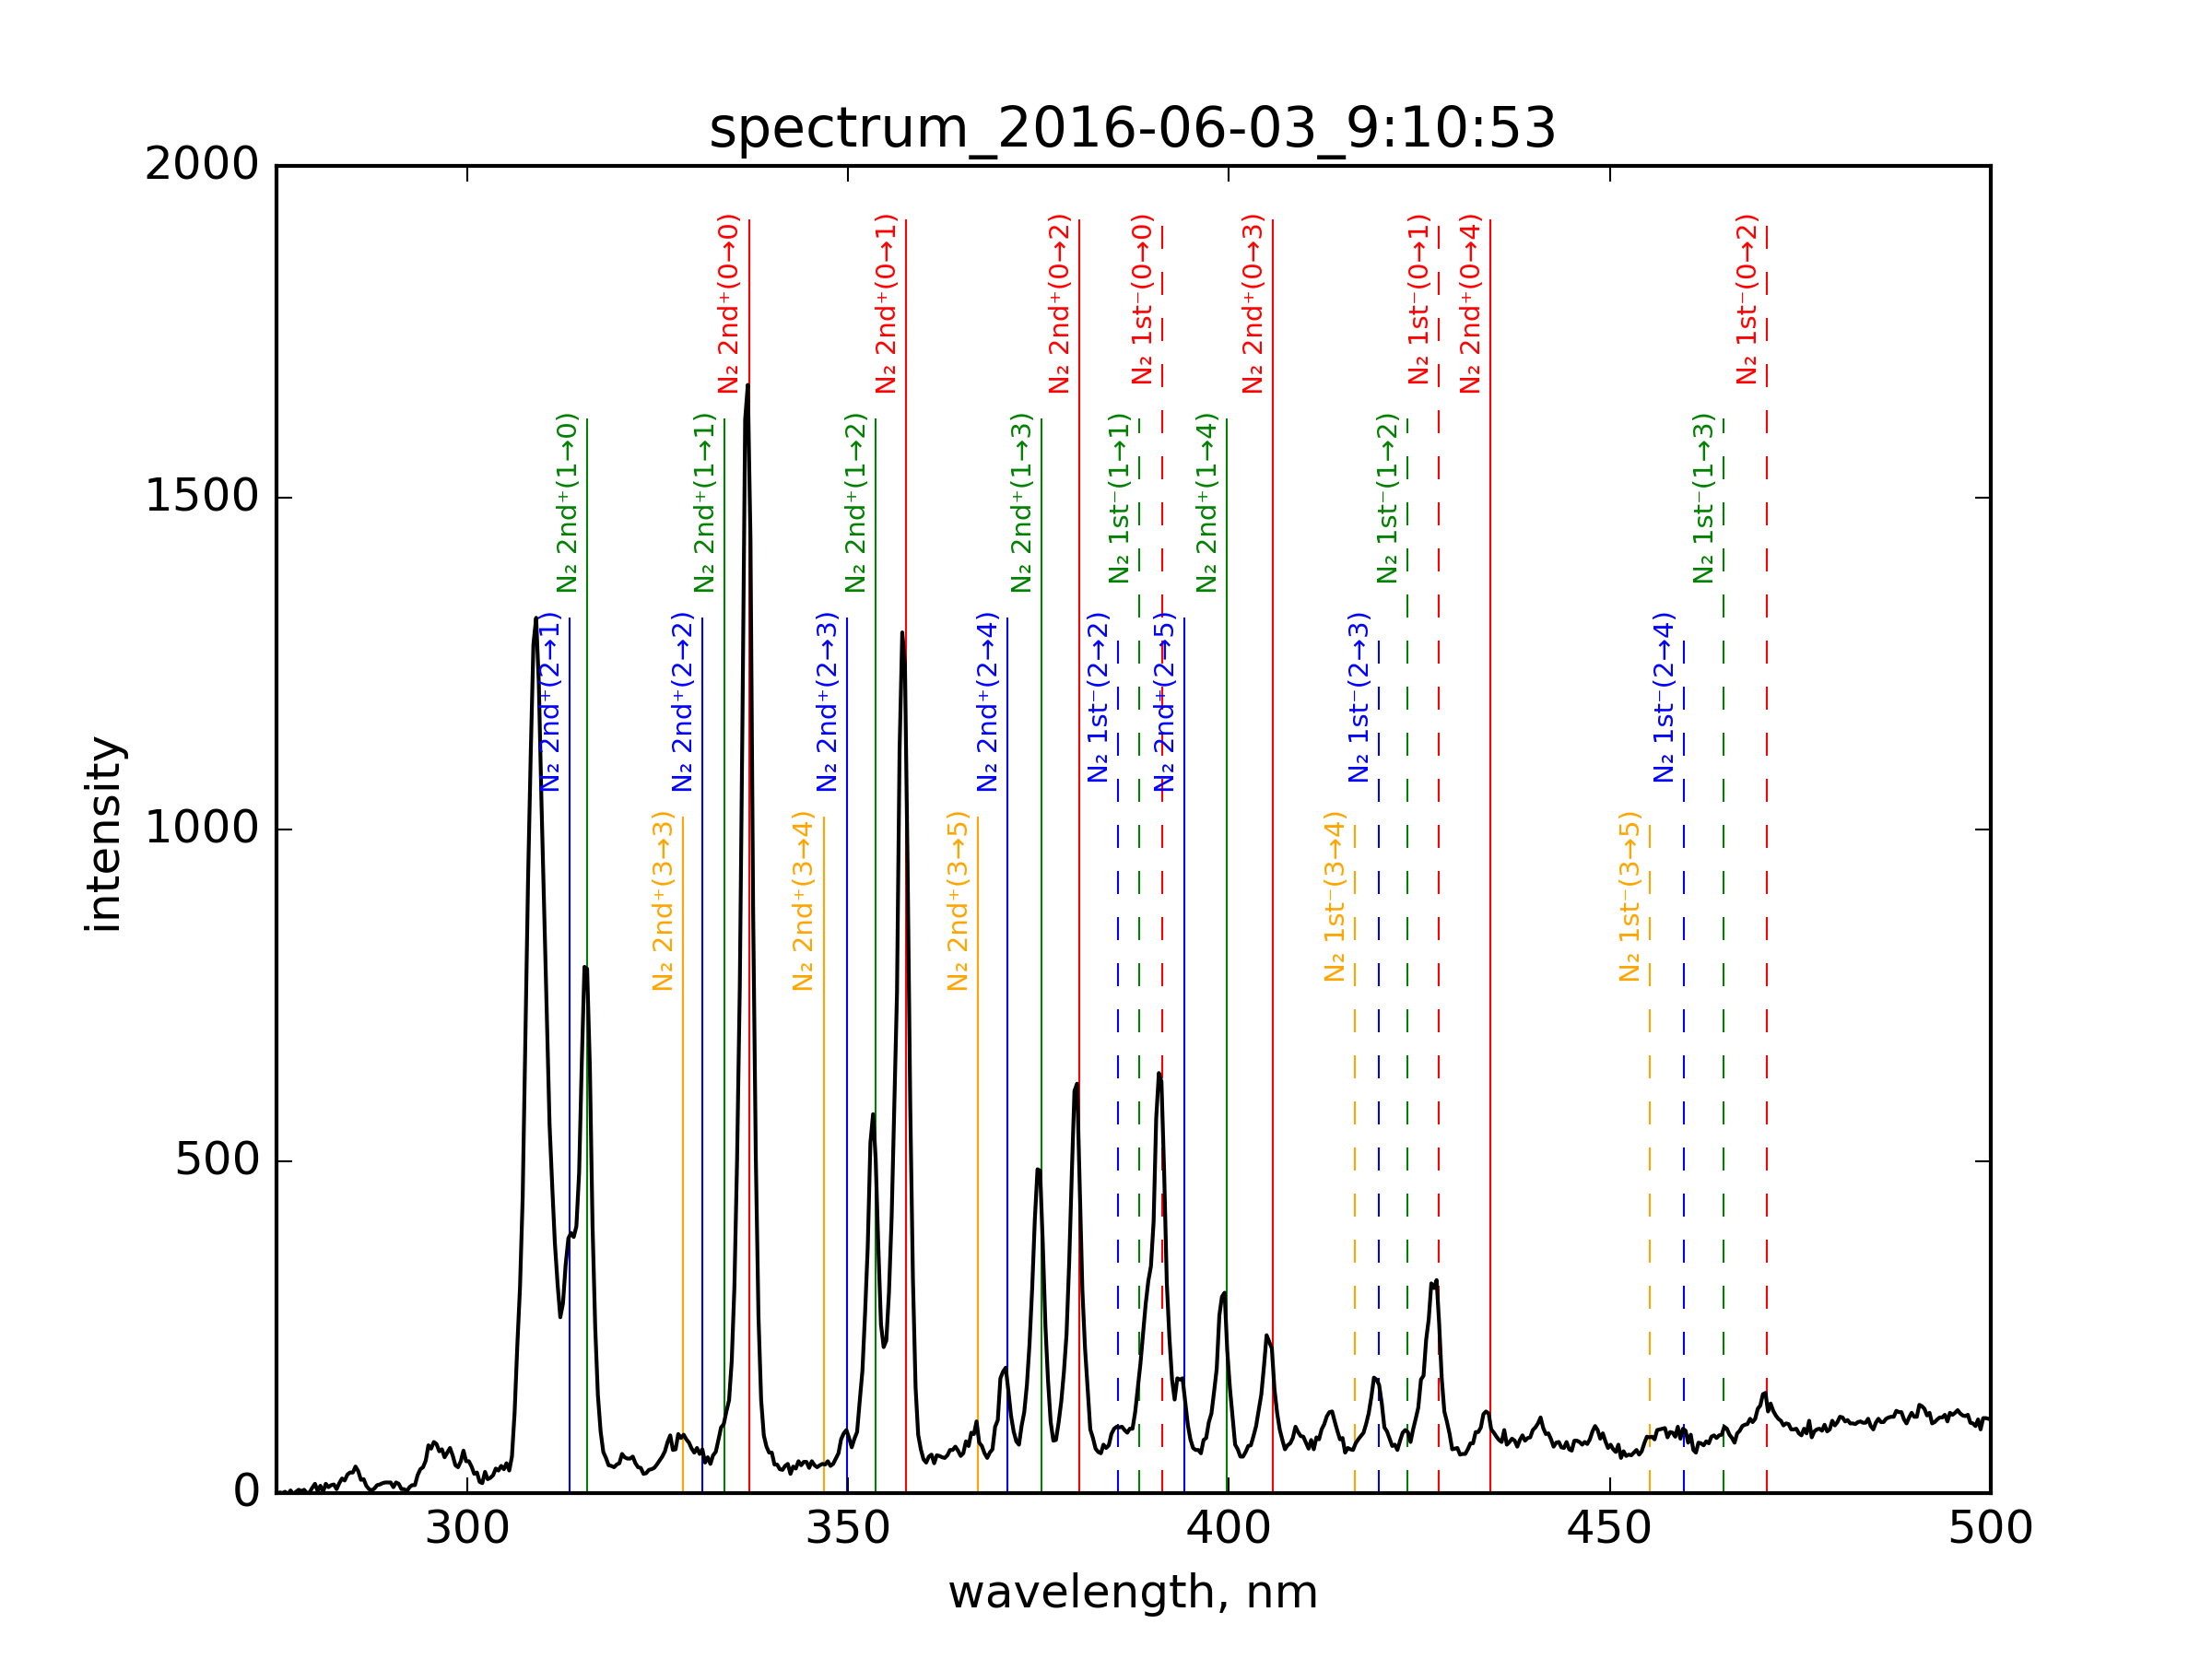 spectrum_2016-06-03_9:10:53
2000
1500
1000
500
0
intensity
N₂ 2nd⁺(0→0)
N₂ 2nd⁺(0→1)
N₂ 2nd⁺(0→2)
N₂ 1st⁻(0→0)
N₂ 2nd⁺(0→3)
N₂ 1st⁻(0→1)
N₂ 2nd⁺(0→4)
N₂ 1st⁻(0→2)
N₂ 2nd⁺(1→0)
N₂ 2nd⁺(1→1)
N₂ 2nd⁺(1→2)
N₂ 2nd⁺(1→3)
N₂ 1st⁻(1→1)
N₂ 2nd⁺(1→4)
N₂ 1st⁻(1→2)
N₂ 1st⁻(1→3)
N₂ 2nd⁺(2→1)
N₂ 2nd⁺(2→2)
N₂ 2nd⁺(2→3)
N₂ 2nd⁺(2→4)
N₂ 1st⁻(2→2)
N₂ 2nd⁺(2→5)
N₂ 1st⁻(2→3)
N₂ 1st⁻(2→4)
N₂ 2nd⁺(3→3)
N₂ 2nd⁺(3→4)
N₂ 2nd⁺(3→5)
N₂ 1st⁻(3→4)
N₂ 1st⁻(3→5)
300
350
400
450
500
wavelength, nm